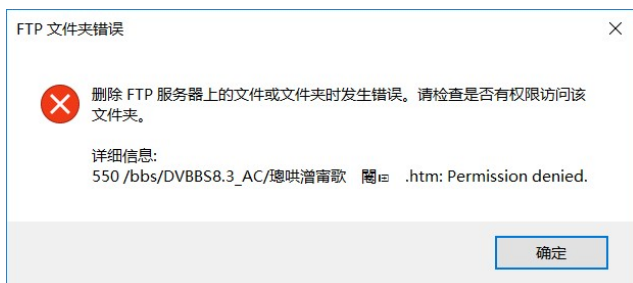 FTP 文件夹错误
删除 FTP 服务器上的文件或文件夹时发生错误。请检查是否有权限访问该
文件夹。
详细信息:
550 /bbs/DVBBS8.3_AC/璁哄潧甯歌 .htm: Permission denied.
确定